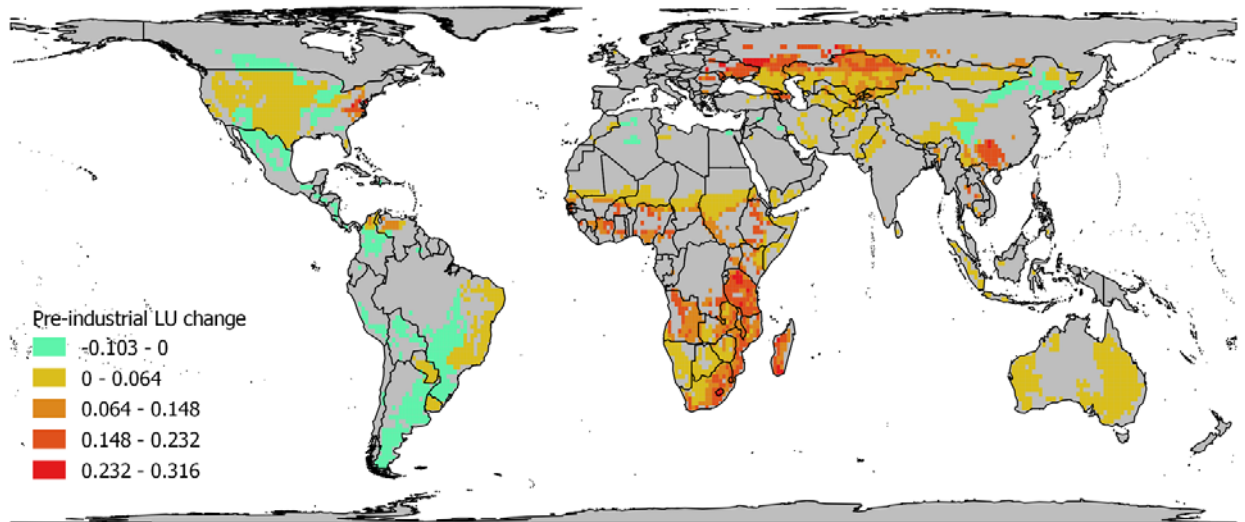 Pre-industrial LU change
-0.103 - 0
0 - 0.064
0.064 - 0.148
0.148 - 0.232
0.232 - 0.316